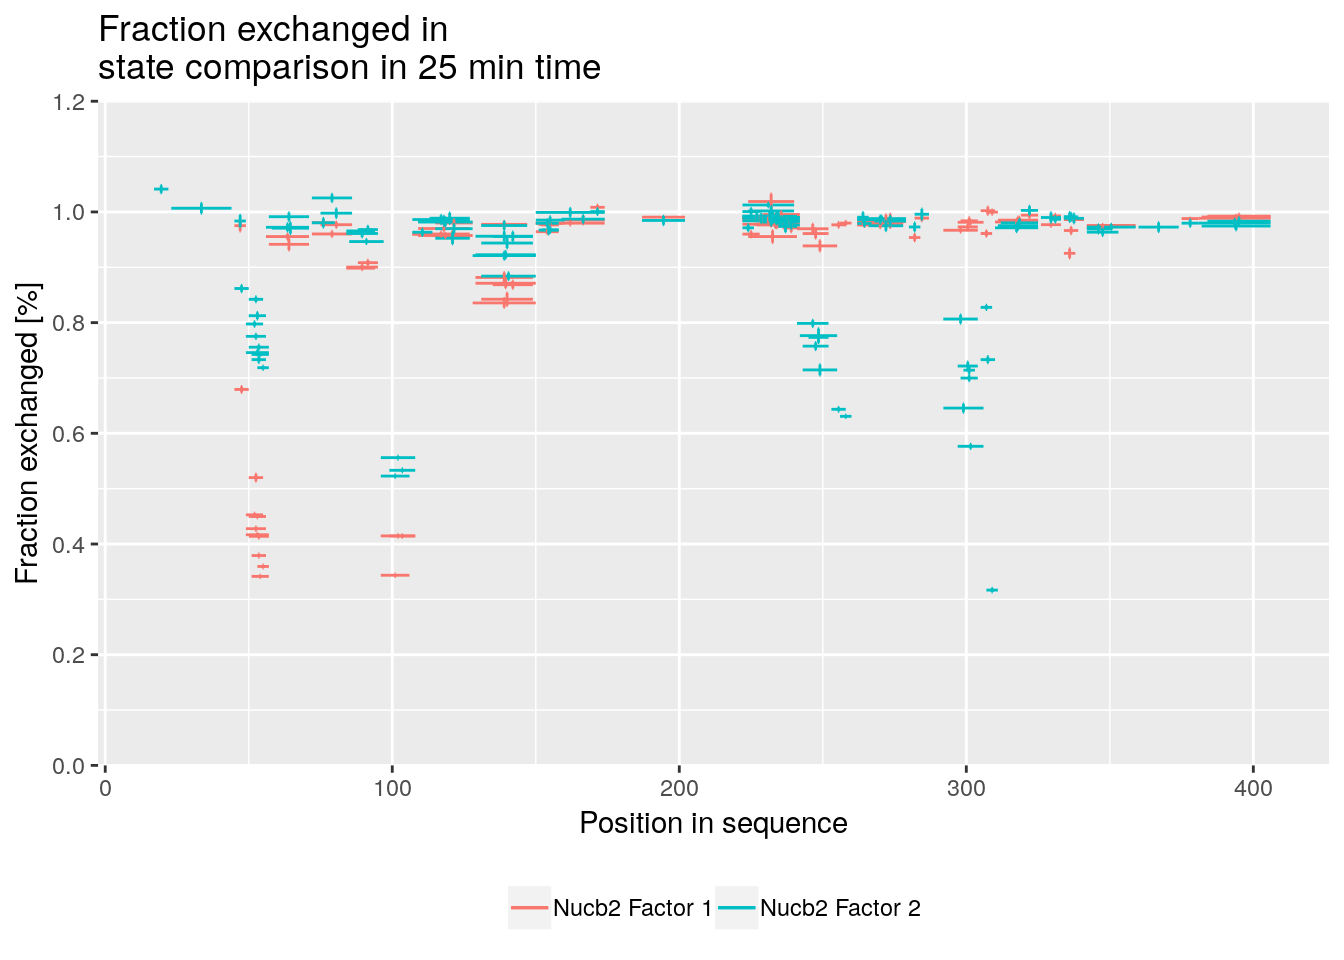 Fraction exchanged in
state comparison in 25 min time
Fraction exchanged [%]
1.2
1.0
0.8
0.6
0.4
0.2
0.0
0 100 200 300 400
Position in sequence
Nucb2 Factor 1 Nucb2 Factor 2